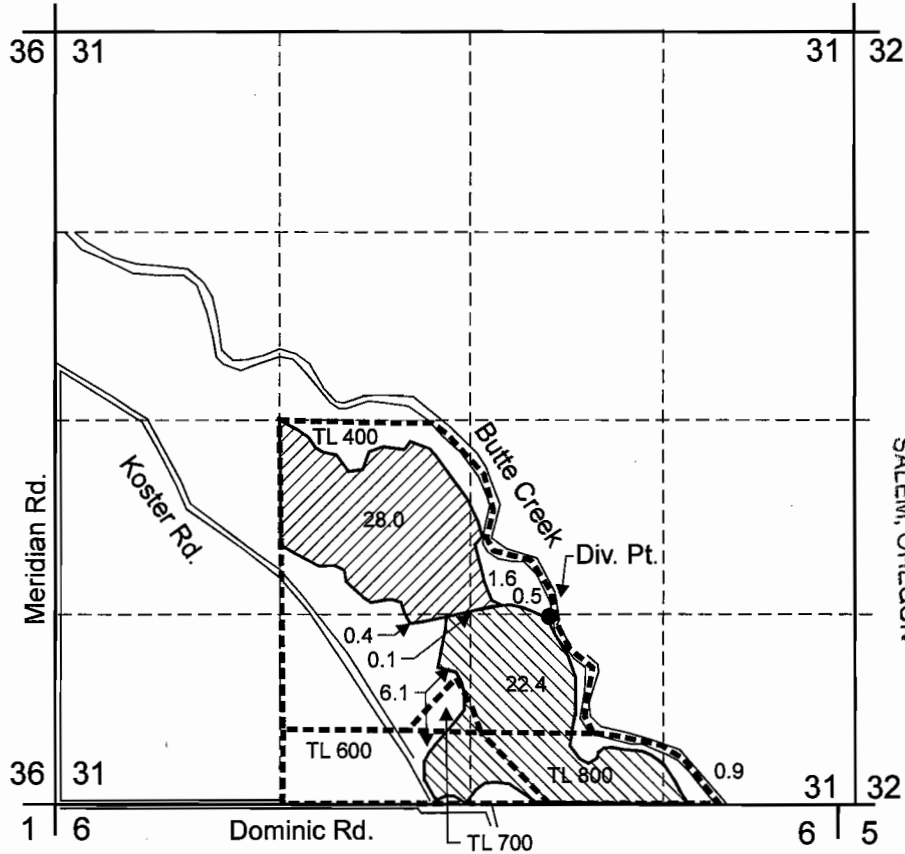 36 31
31 32
TL 400
Butte Creek
Koster Rd.
Meridian Rd.
28.0
Div. Pt.
1.6
0.5
0.4
0.1
22.4
6.1
TL 600
TL 800
0.9
36 31
31 32
1 6
Dominic Rd.
TL 700
6 5